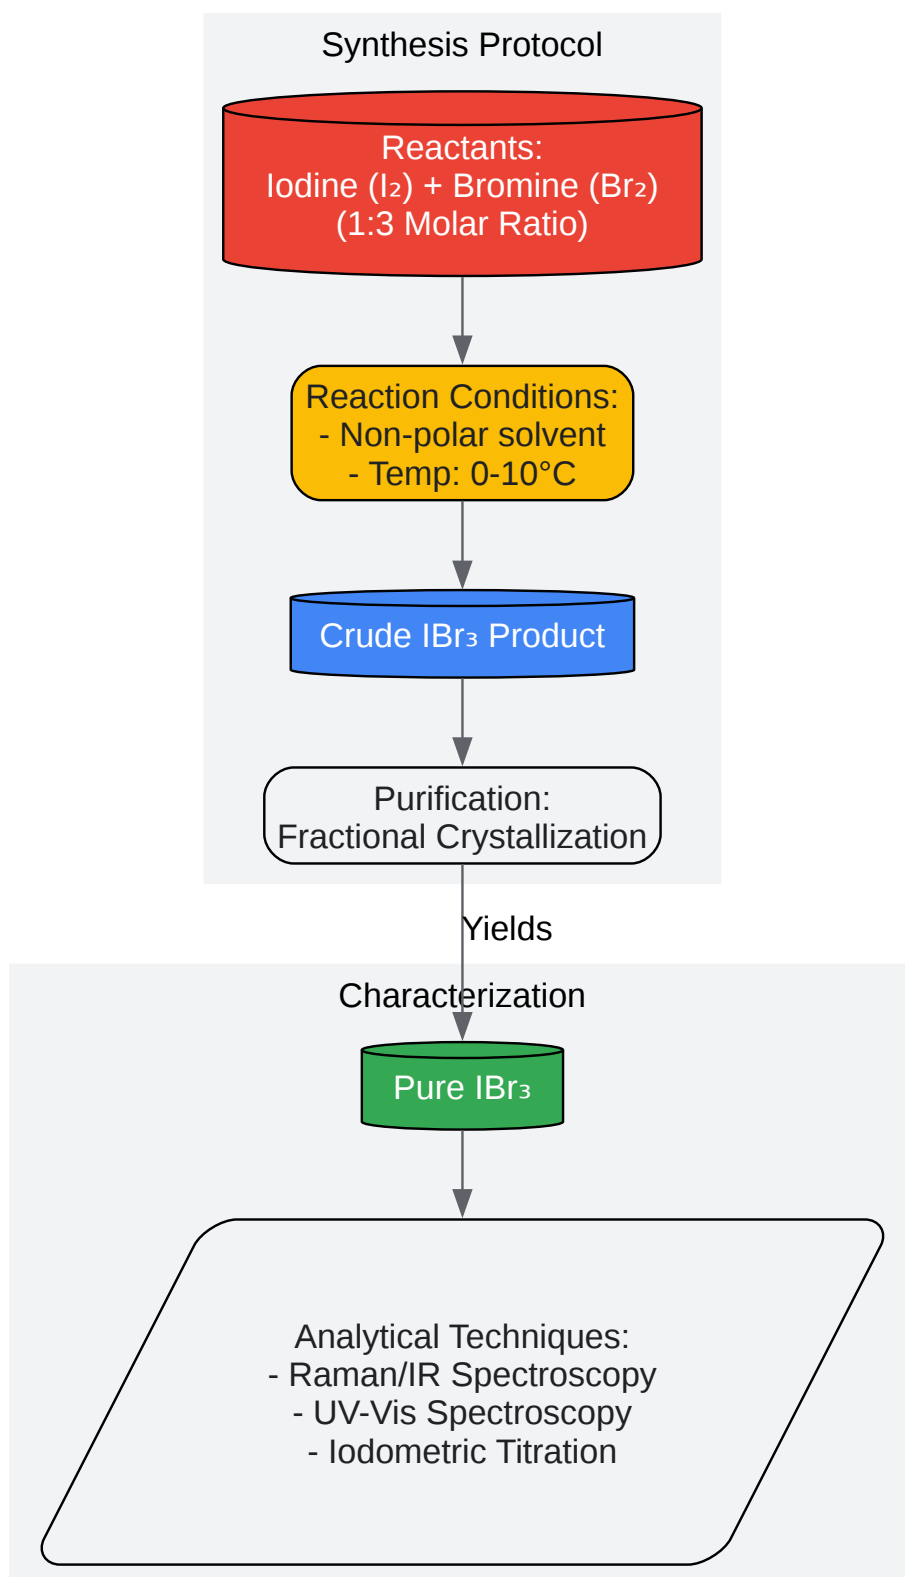 Synthesis Protocol
Reactants:
Iodine (I₂) + Bromine (Br₂)
(1:3 Molar Ratio)
Reaction Conditions:
- Non-polar solvent
- Temp: 0-10°C
Crude IBr₃ Product
Purification:
Fractional Crystallization
Yields
Characterization
Pure IBr₃
Analytical Techniques:
- Raman/IR Spectroscopy
- UV-Vis Spectroscopy
- Iodometric Titration